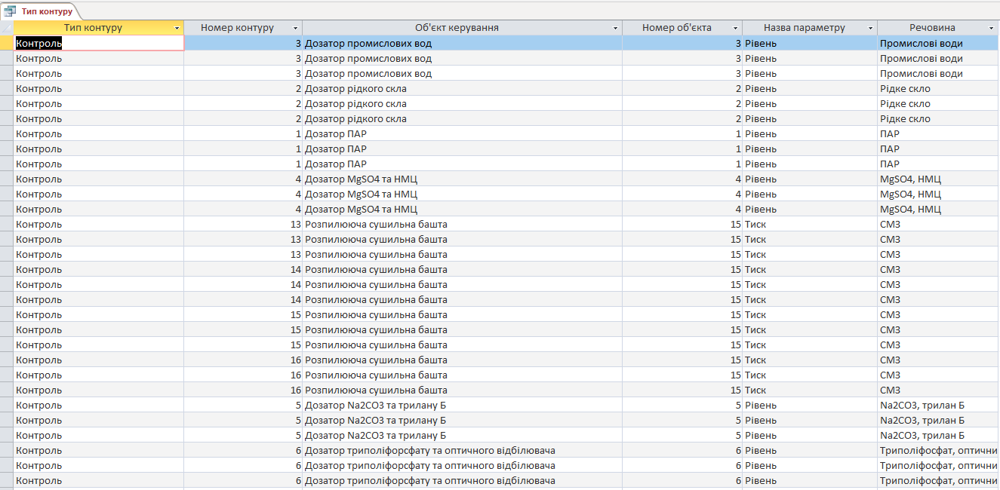 Тип контуру
Тип контуру Номер контуру Об'єкт керування Номер об'єкта Назва параметру Речовина
Контроль 3 Дозатор промислових вод 3 Рівень Промислові води
Контроль 3 Дозатор промислових вод 3 Рівень Промислові води
Контроль 3 Дозатор промислових вод 3 Рівень Промислові води
Контроль 2 Дозатор рідкого скла 2 Рівень Рідке скло
Контроль 2 Дозатор рідкого скла 2 Рівень Рідке скло
Контроль 2 Дозатор рідкого скла 2 Рівень Рідке скло
Контроль 1 Дозатор ПАР 1 Рівень ПАР
Контроль 1 Дозатор ПАР 1 Рівень ПАР
Контроль 1 Дозатор ПАР 1 Рівень ПАР
Контроль 4 Дозатор MgSO4 та НМЦ 4 Рівень MgSO4, НМЦ
Контроль 4 Дозатор MgSO4 та НМЦ 4 Рівень MgSO4, НМЦ
Контроль 4 Дозатор MgSO4 та НМЦ 4 Рівень MgSO4, НМЦ
Контроль 13 Розпилююча сушильна башта 15 Тиск СМЗ
Контроль 13 Розпилююча сушильна башта 15 Тиск СМЗ
Контроль 13 Розпилююча сушильна башта 15 Тиск СМЗ
Контроль 14 Розпилююча сушильна башта 15 Тиск СМЗ
Контроль 14 Розпилююча сушильна башта 15 Тиск СМЗ
Контроль 14 Розпилююча сушильна башта 15 Тиск СМЗ
Контроль 15 Розпилююча сушильна башта 15 Тиск СМЗ
Контроль 15 Розпилююча сушильна башта 15 Тиск СМЗ
Контроль 15 Розпилююча сушильна башта 15 Тиск СМЗ
Контроль 16 Розпилююча сушильна башта 15 Тиск СМЗ
Контроль 16 Розпилююча сушильна башта 15 Тиск СМЗ
Контроль 16 Розпилююча сушильна башта 15 Тиск СМЗ
Контроль 5 Дозатор Na2CO3 та трилану Б 5 Рівень Na2CO3, трилан Б
Контроль 5 Дозатор Na2CO3 та трилану Б 5 Рівень Na2CO3, трилан Б
Контроль 5 Дозатор Na2CO3 та трилану Б 5 Рівень Na2CO3, трилан Б
Контроль 6 Дозатор триполіфорсфату та оптичного відбілювача 6 Рівень Триполіфосфат, оптични
Контроль 6 Дозатор триполіфорсфату та оптичного відбілювача 6 Рівень Триполіфосфат, оптични
Контроль 6 Дозатор триполіфорсфату та оптичного відбілювача 6 Рівень Триполіфосфат, оптични